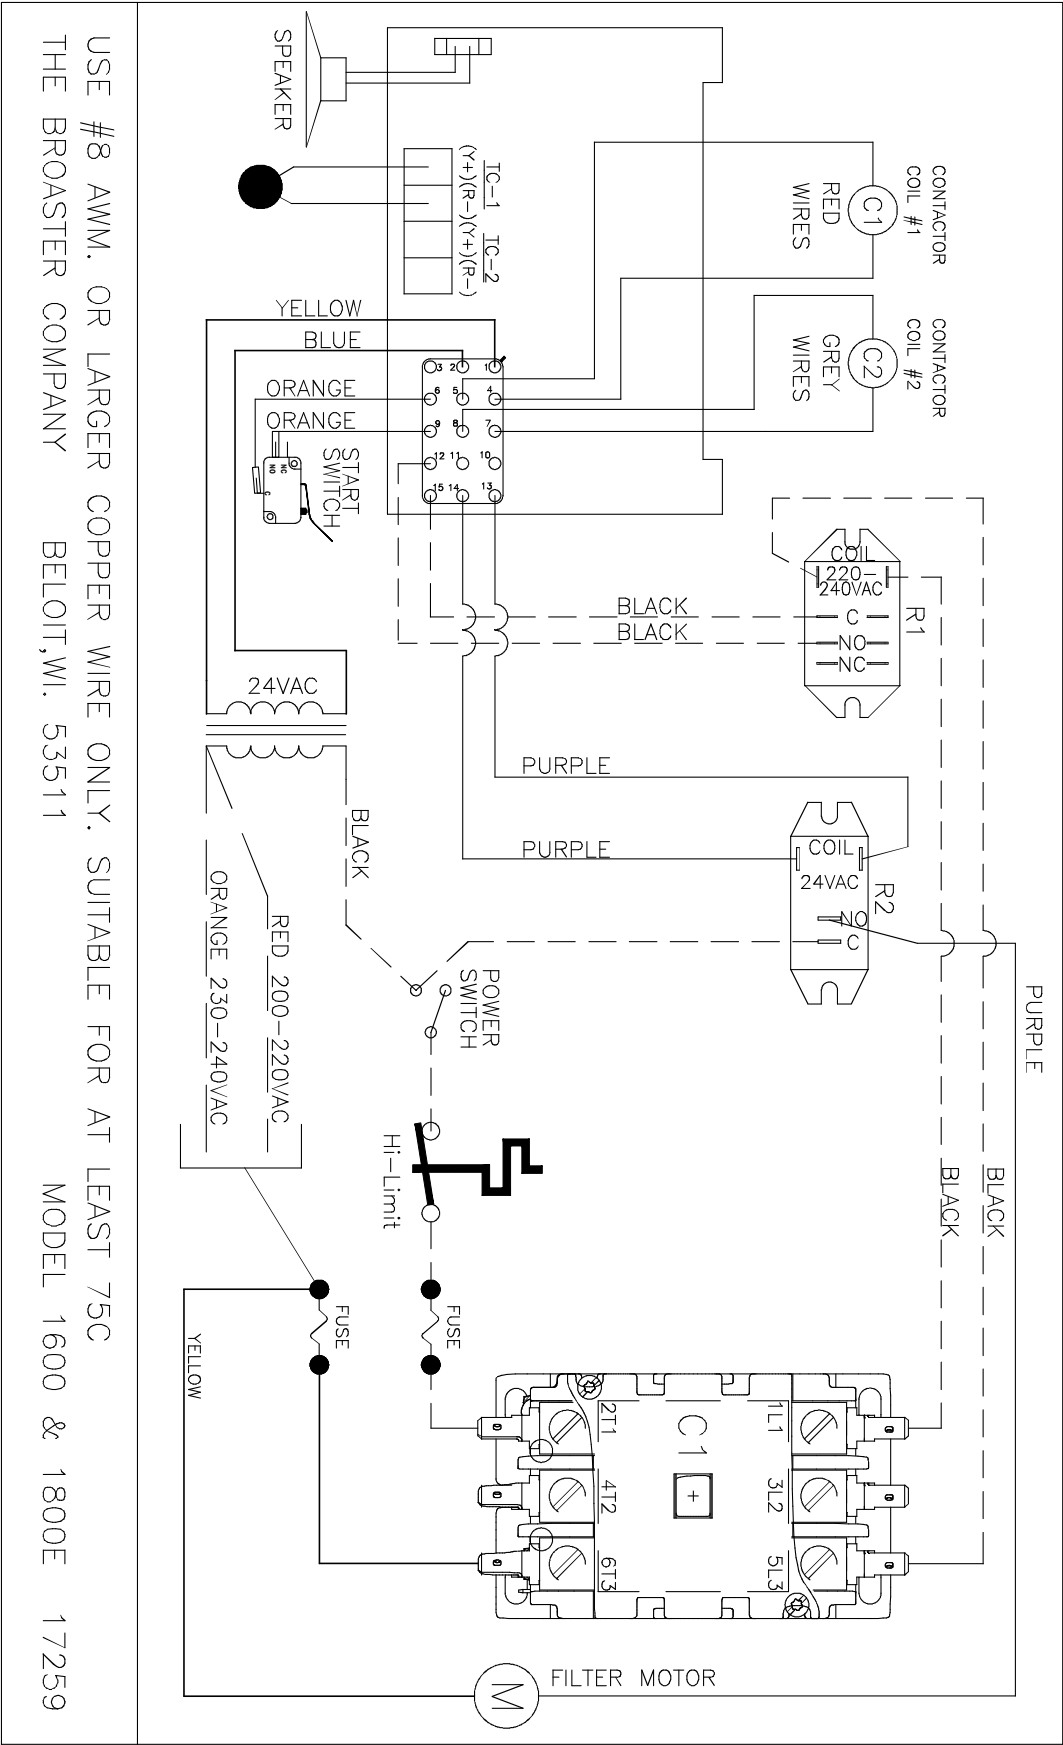 SPEAKER
TC-1
(Y+)(R-)
TC-2
(Y+)(R-)
CONTACTOR
COIL #1
C1
RED
WIRES
CONTACTOR
COIL #2
C2
GREY
WIRES
YELLOW
BLUE
ORANGE
ORANGE
3 2 1
6 5 4
9 8 7
12 11 10
15 14 13
START
SWITCH
NC
NO
C
COIL
220-
240VAC
C
NO
NC
R1
BLACK
BLACK
24VAC
PURPLE
PURPLE
COIL
24VAC
NO
C
R2
BLACK
RED 200-220VAC
ORANGE 230-240VAC
POWER
SWITCH
PURPLE
Hi-Limit
BLACK
BLACK
FUSE
FUSE
YELLOW
2T1
4T2
6T3
C1
1L1
3L2
5L3
M
FILTER MOTOR
USE #8 AWM. OR LARGER COPPER WIRE ONLY. SUITABLE FOR AT LEAST 75C
THE BROASTER COMPANY BELOIT,WI. 53511 MODEL 1600 & 1800E 17259